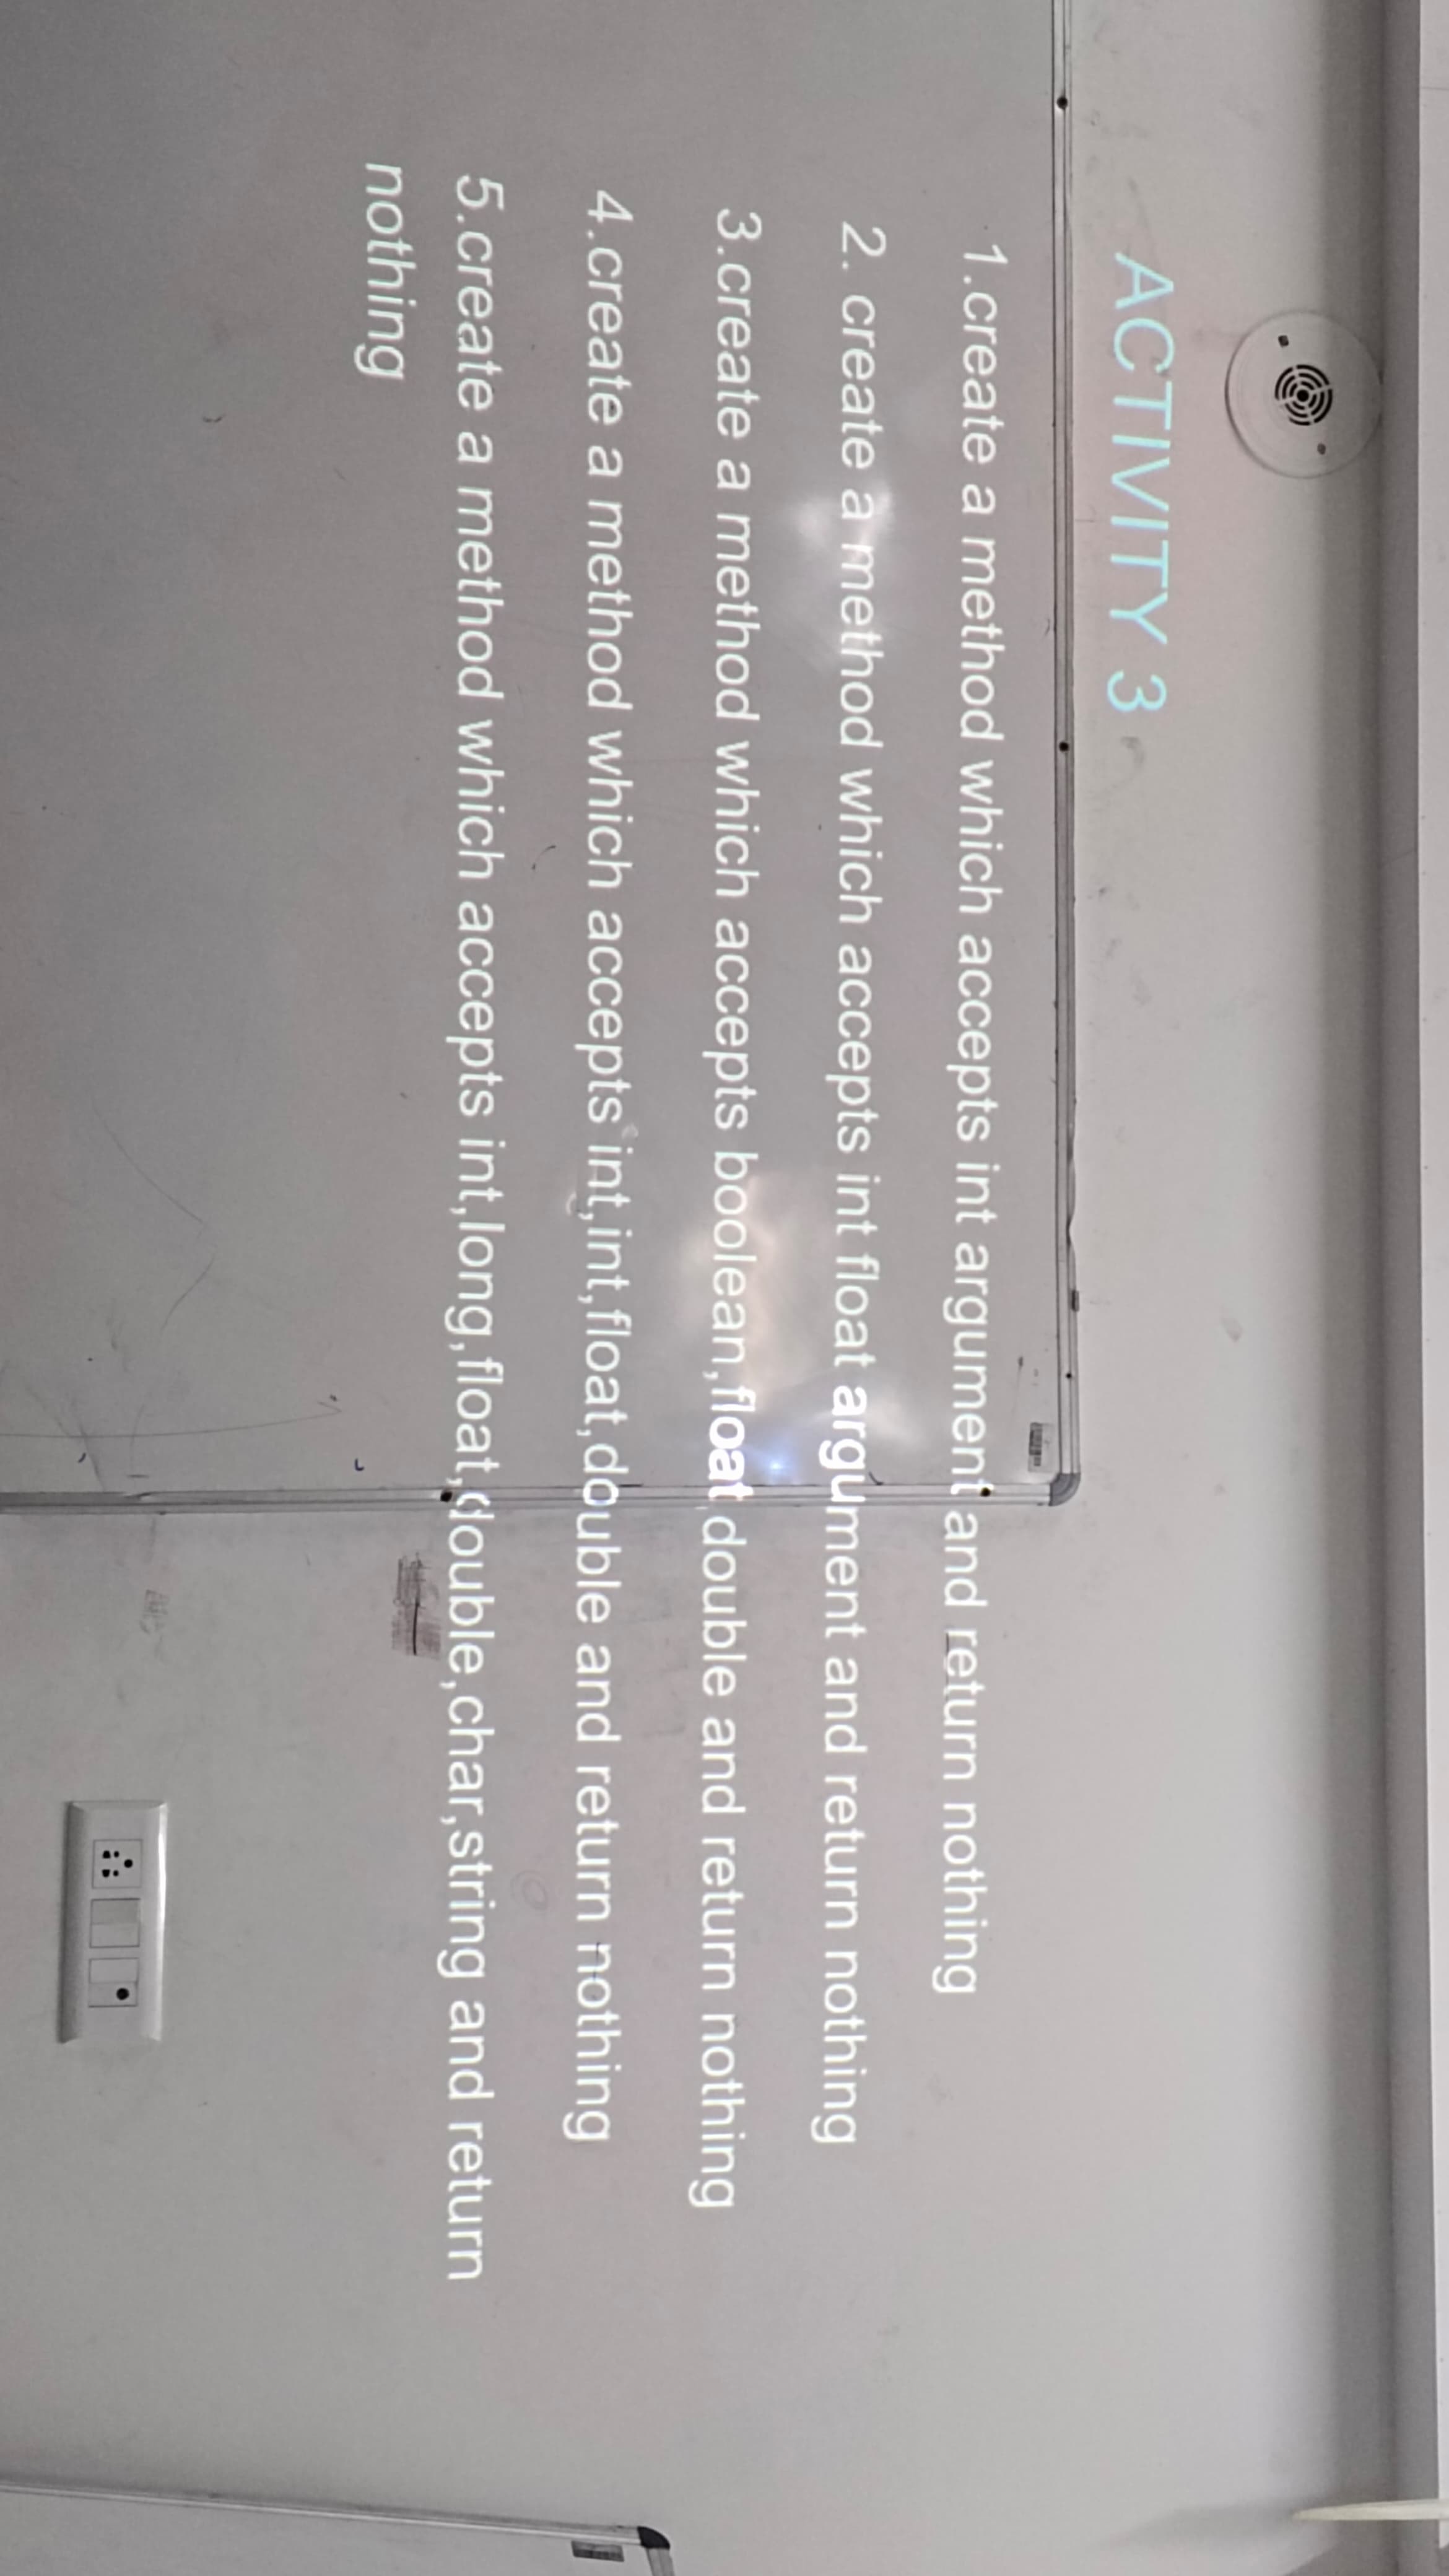 ACTIVITY 3
1.create a method which accepts int argument and return nothing
2. create a method which accepts int float argument and return nothing
3.create a method which accepts boolean,float double and return nothing
4.create a method which accepts int,int,float,double and return nothing
5.create a method which accepts int,long,float,double,char,string and return
nothing